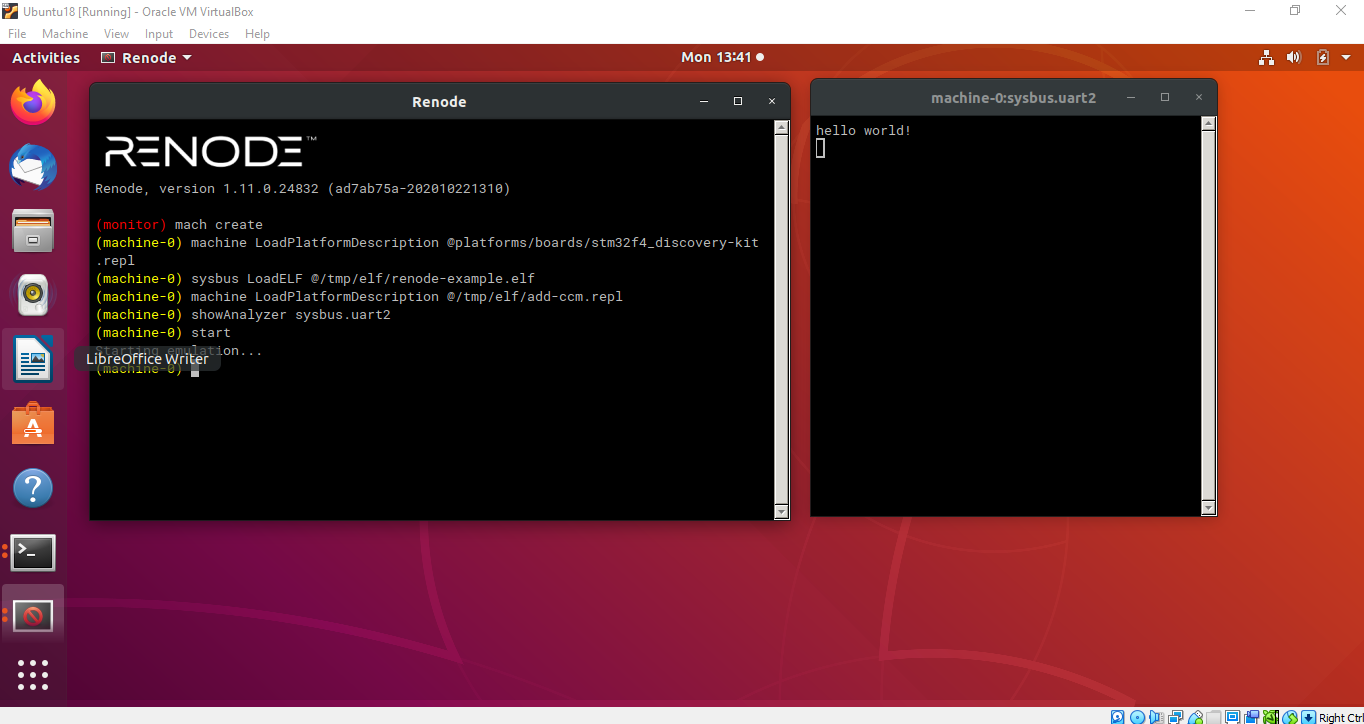 Ubuntu18 [Running] - Oracle VM VirtualBox
File Machine View Input Devices Help
Activities Renode Mon 13:41
Renode
RENODE™
Renode, version 1.11.0.24832 (ad7ab75a-202010221310)
(monitor) mach create
(machine-0) machine LoadPlatformDescription @platforms/boards/stm32f4_discovery-kit
.repl
(machine-0) sysbus LoadELF @/tmp/elf/renode-example.elf
(machine-0) machine LoadPlatformDescription @/tmp/elf/add-ccm.repl
(machine-0) showAnalyzer sysbus.uart2
(machine-0) start
Starting emulation...
LibreOffice Writer
(machine-0)
machine-0:sysbus.uart2
hello world!
Right Ctrl